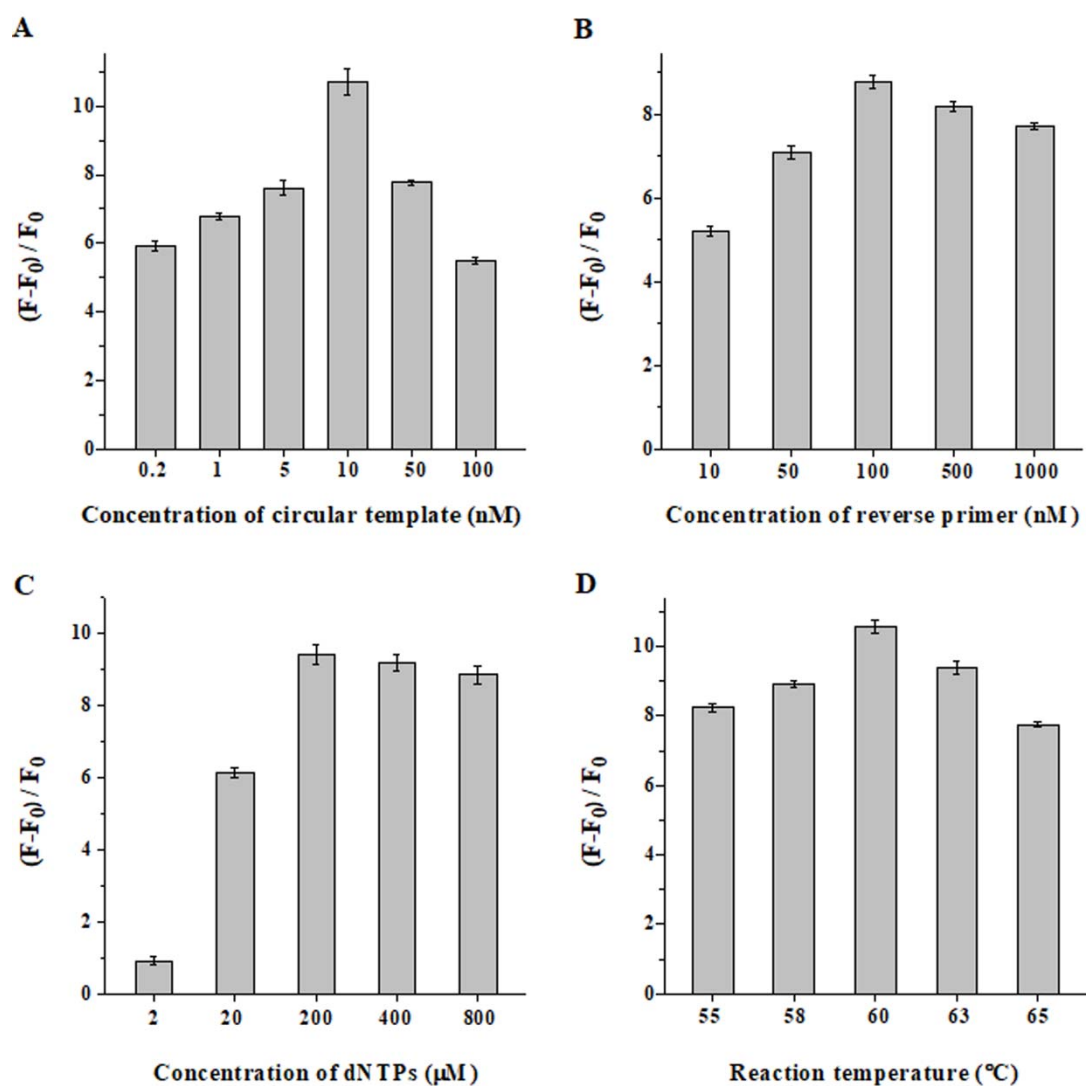 A
(F-F0) / F0
10
8
6
4
2
0
0.2 1 5 10 50 100
Concentration of circular template (nM)
B
(F-F0) / F0
8
6
4
2
0
10 50 100 500 1000
Concentration of reverse primer (nM)
C
(F-F0) / F0
10
8
6
4
2
0
2 20 200 400 800
Concentration of dNTPs (μM)
D
(F-F0) / F0
10
8
6
4
2
0
55 58 60 63 65
Reaction temperature (℃)